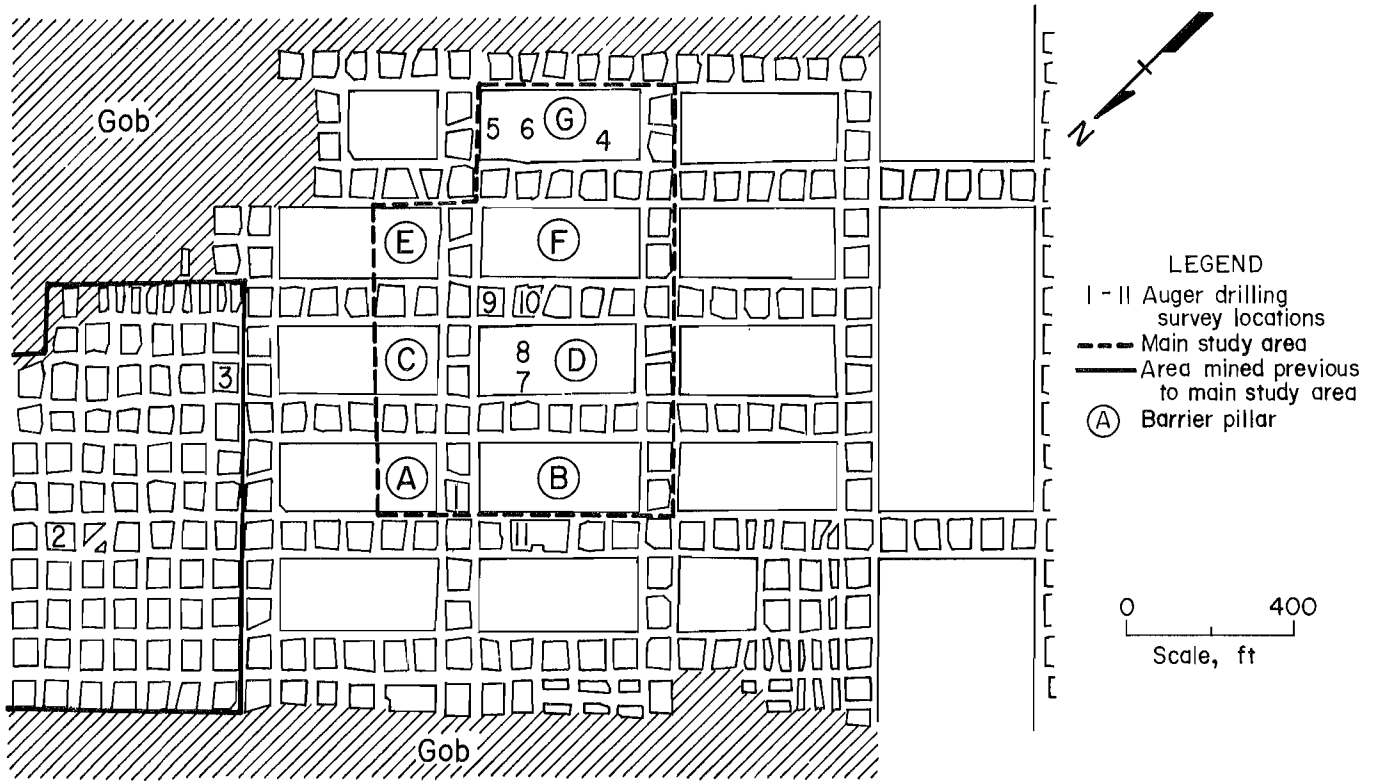 Gob
N
G
5 6 4
E
F
9 10
LEGEND
1-11 Auger drilling
survey locations
Main study area
Area mined previous
to main study area
A Barrier pillar
3
C
8
D
7
A
1
B
2
11
0 400
Scale, ft
Gob